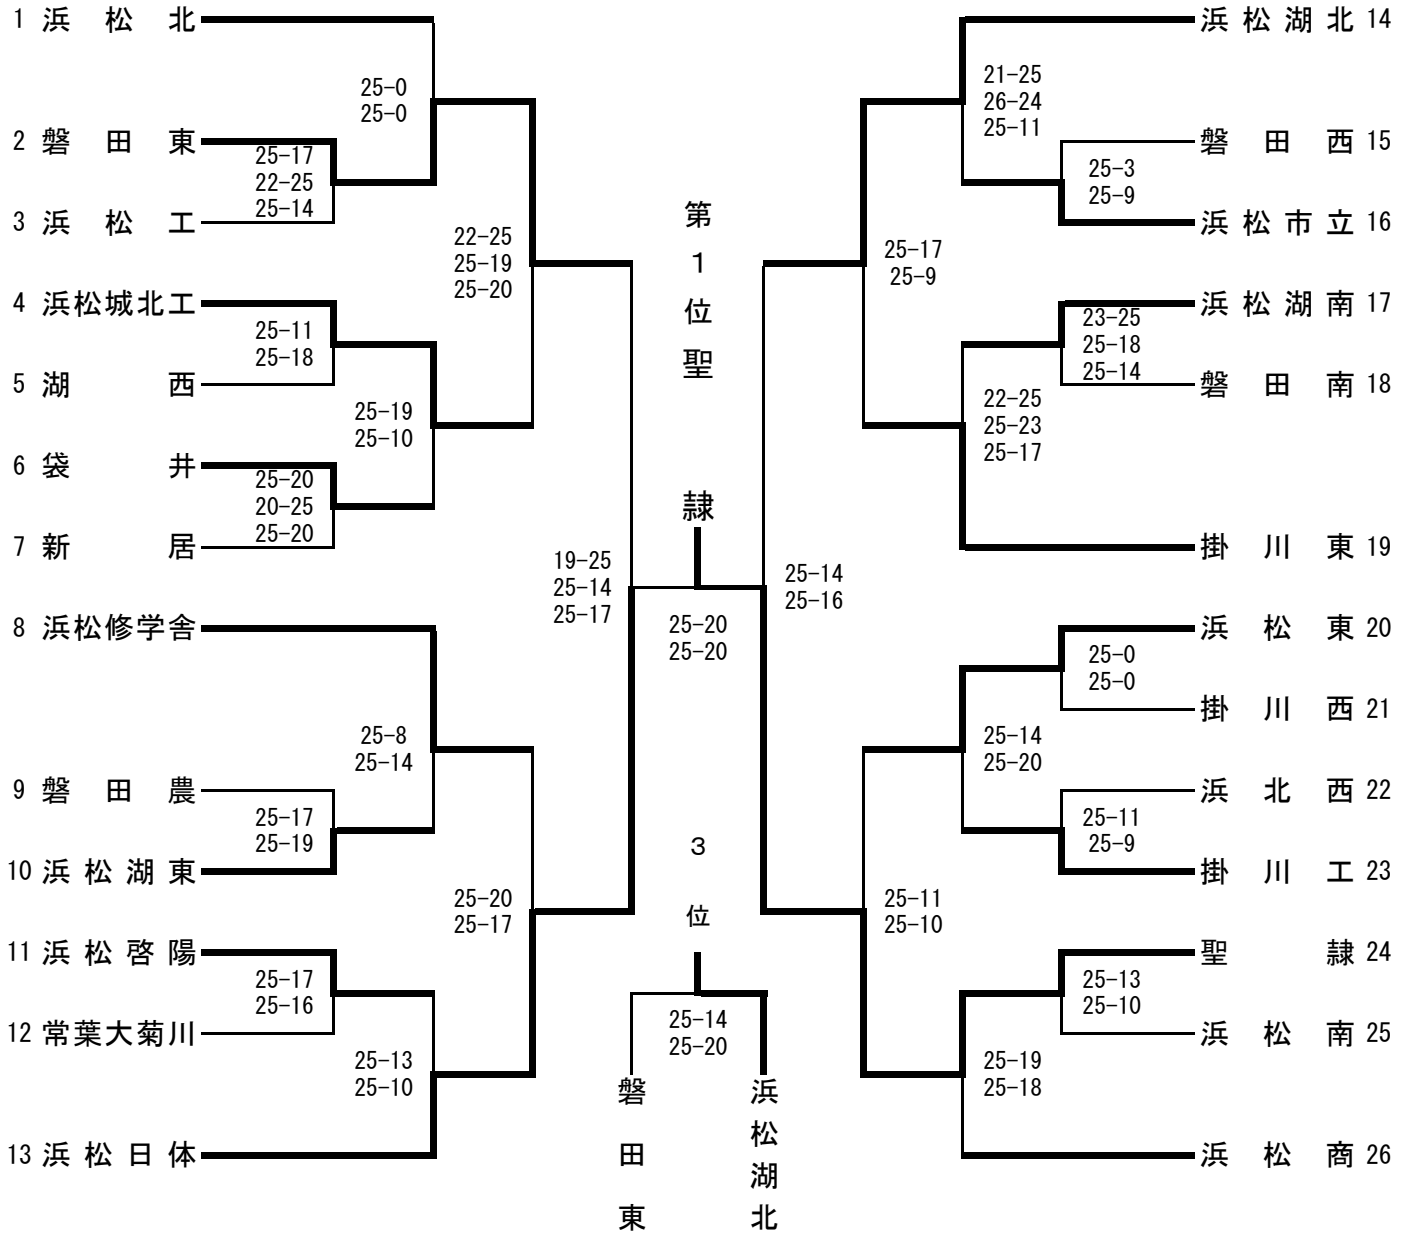 1 浜松北
25-0
25-0
2 磐田東
25-17
22-25
25-14
3 浜松工
22-25
25-19
25-20
4 浜松城北工
25-11
25-18
5 湖西
25-19
25-10
6 袋井
25-20
20-25
25-20
7 新居
19-25
25-14
25-17
8 浜松修学舎
25-8
25-14
9 磐田農
25-17
25-19
10 浜松湖東
25-20
25-17
11 浜松啓陽
25-17
25-16
12 常葉大菊川
25-13
25-10
13 浜松日体
第1位聖隷
25-20
25-20
3位
25-14
25-20
磐田東
浜松湖北
浜松湖北 14
21-25
26-24
25-11
磐田西 15
25-3
25-9
浜松市立 16
25-17
25-9
浜松湖南 17
23-25
25-18
25-14
磐田南 18
22-25
25-23
25-17
掛川東 19
25-14
25-16
浜松東 20
25-0
25-0
掛川西 21
25-14
25-20
浜北西 22
25-11
25-9
掛川工 23
25-11
25-10
聖隷 24
25-13
25-10
浜松南 25
25-19
25-18
浜松商 26